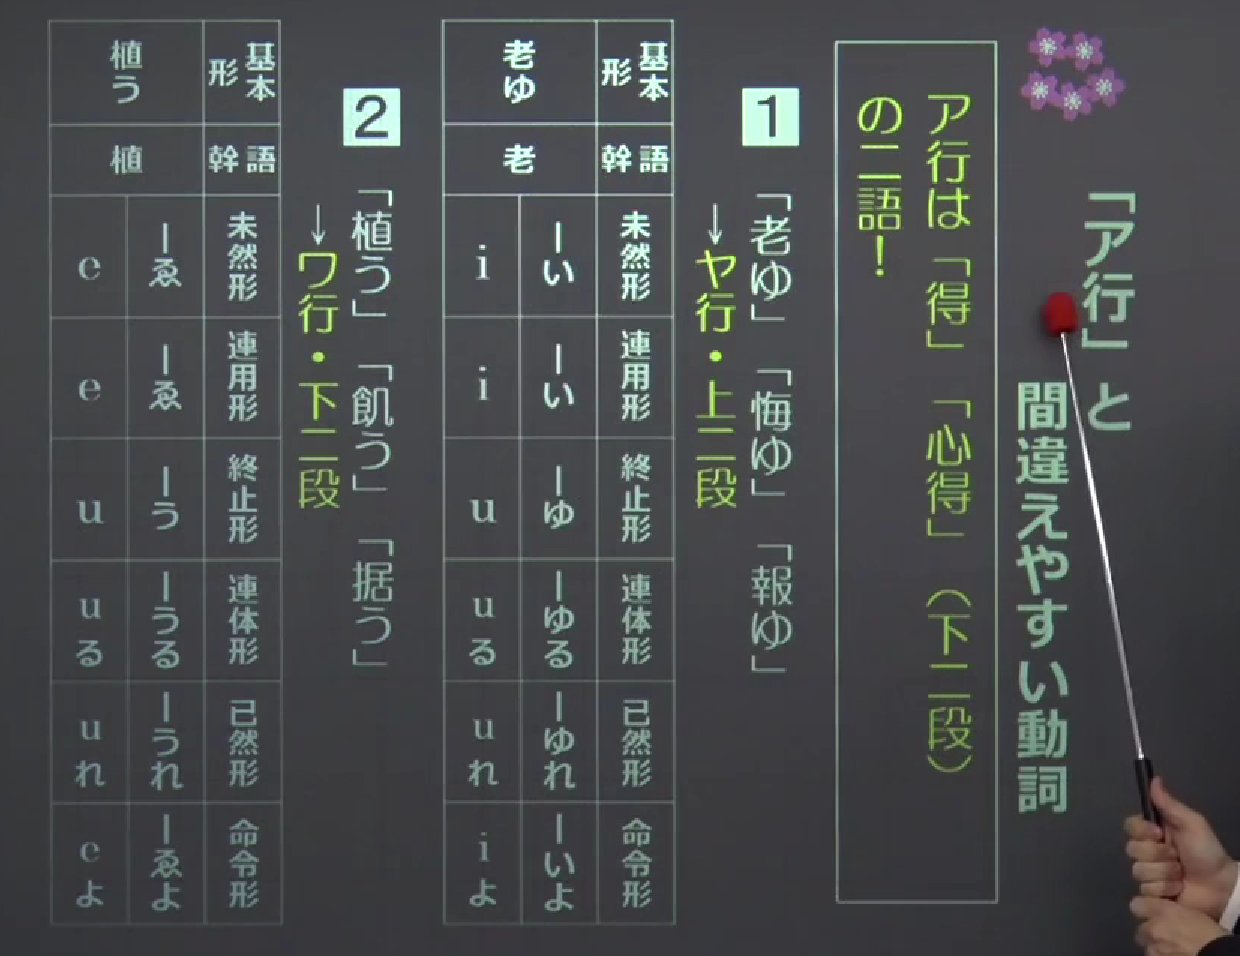 「ア行」と
間違えやすい動詞
ア行は「得」「心得」(下二段)
の二語!
1 「老ゆ」「悔ゆ」「報ゆ」
→ヤ行・上二段
基本形 語幹 未然形 連用形 終止形 連体形 已然形 命令形
老ゆ 老 ーい ーい ーゆ ーゆる ーゆれ ーいよ
i i u uる uれ iよ
2 「植う」「飢う」「据う」
→ワ行・下二段
基本形 語幹 未然形 連用形 終止形 連体形 已然形 命令形
植う 植 ーゑ ーゑ ーう ーうる ーうれ ーゑよ
e e u uる uれ eよ